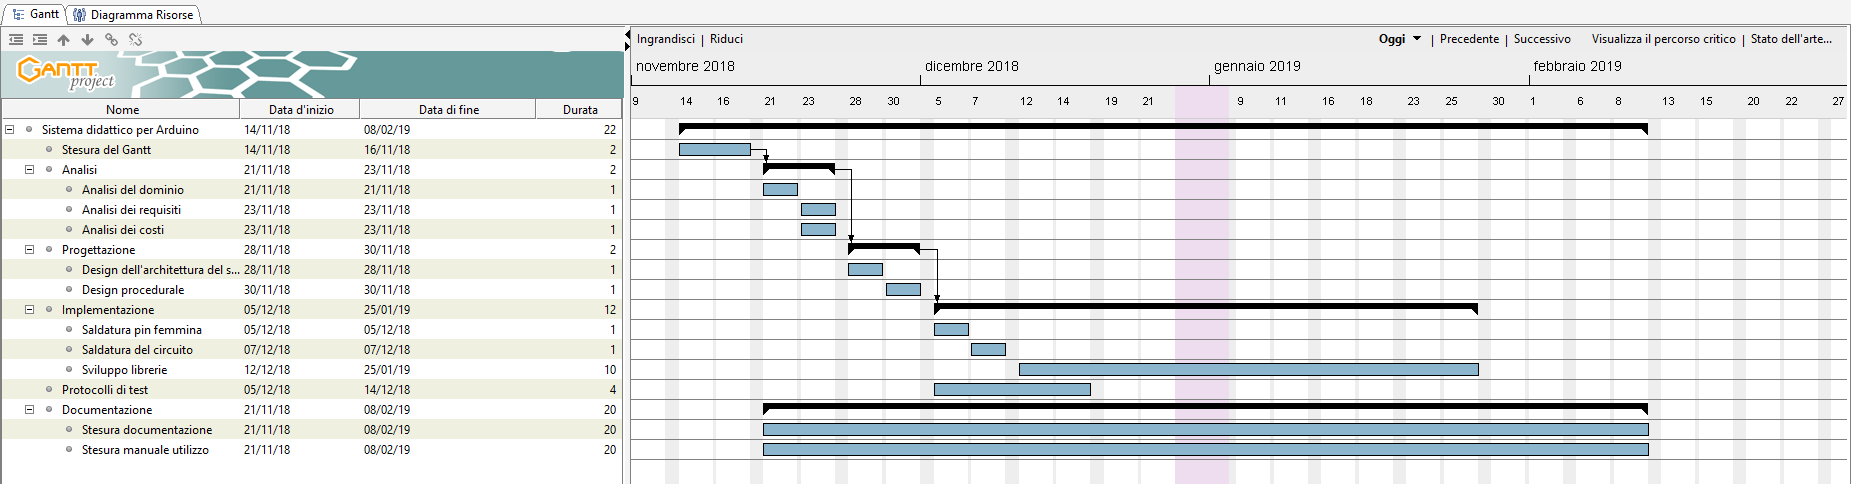 Gantt Diagramma Risorse
Ingrandisci | Riduci Oggi | Precedente | Successivo Visualizza il percorso critico | Stato dell'arte...
GANTT project
novembre 2018 dicembre 2018 gennaio 2019 febbraio 2019
Nome Data d'inizio Data di fine Durata
9 14 16 21 23 28 30 5 7 12 14 19 21 9 11 16 18 23 25 30 1 6 8 13 15 20 22 27
Sistema didattico per Arduino 14/11/18 08/02/19 22
Stesura del Gantt 14/11/18 16/11/18 2
Analisi 21/11/18 23/11/18 2
Analisi del dominio 21/11/18 21/11/18 1
Analisi dei requisiti 23/11/18 23/11/18 1
Analisi dei costi 23/11/18 23/11/18 1
Progettazione 28/11/18 30/11/18 2
Design dell'architettura del s... 28/11/18 28/11/18 1
Design procedurale 30/11/18 30/11/18 1
Implementazione 05/12/18 25/01/19 12
Saldatura pin femmina 05/12/18 05/12/18 1
Saldatura del circuito 07/12/18 07/12/18 1
Sviluppo librerie 12/12/18 25/01/19 10
Protocolli di test 05/12/18 14/12/18 4
Documentazione 21/11/18 08/02/19 20
Stesura documentazione 21/11/18 08/02/19 20
Stesura manuale utilizzo 21/11/18 08/02/19 20